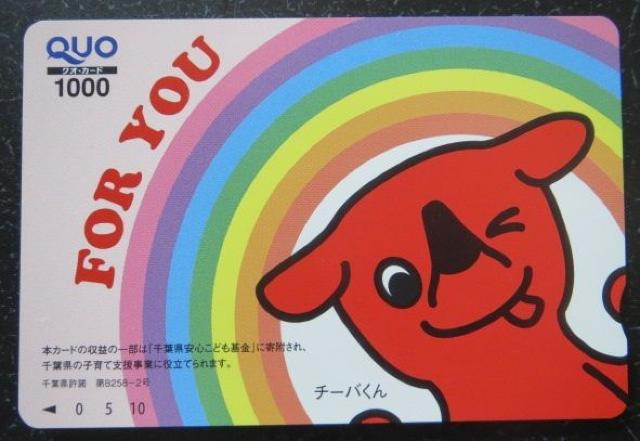 QUO
クオ・カード
1000
FOR YOU
本カードの収益の一部は「千葉県安心こども基金」に寄附され、
千葉県の子育て支援事業に役立てられます。
千葉県許諾 第B258-2号
チーバくん
◀ 0 5 10